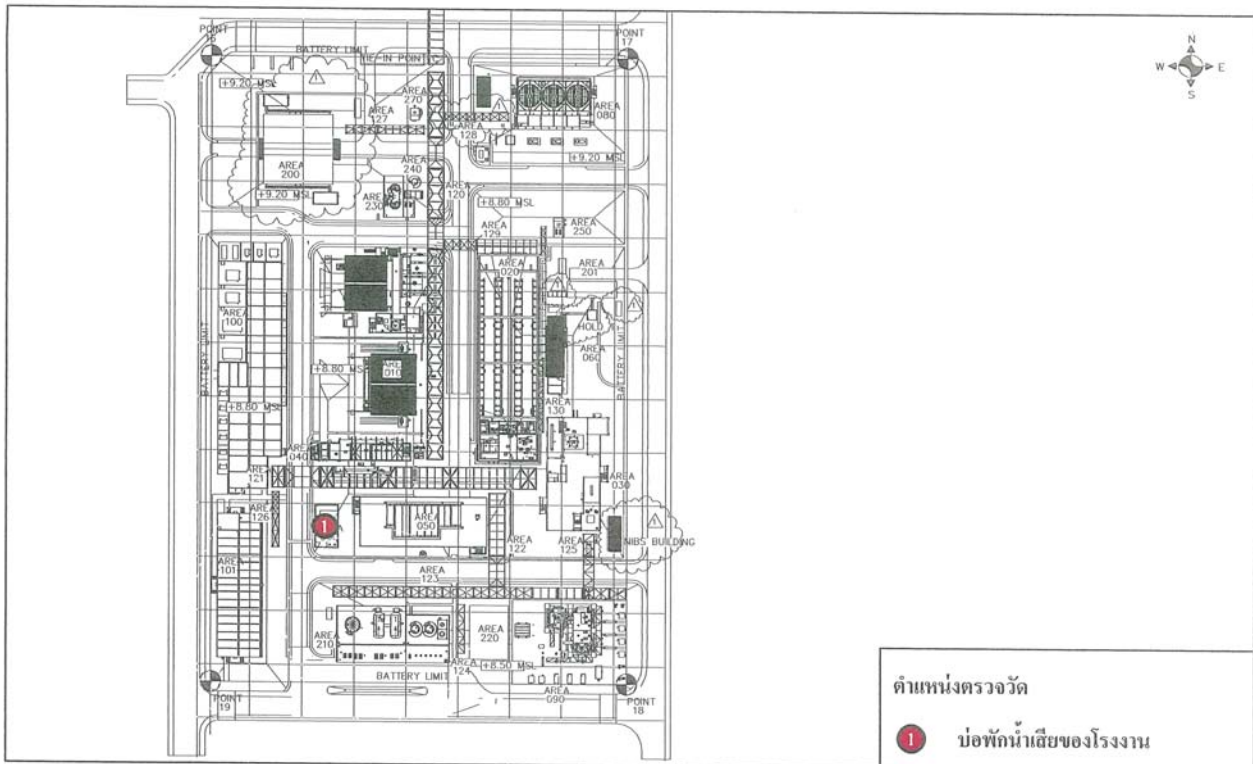 POINT
BATTERY LIMIT
TIE-IN POINT
POINT
17
N
W E
S
+9.20 MSL
AREA
270
AREA
127
AREA
080
AREA
128
+9.20 MSL
AREA
200
AREA
240
+9.20 MSL
AREA
230
AREA
120
+8.80 MSL
AREA
129
AREA
250
AREA
020
AREA
201
AREA
100
HOLD
AREA
060
BATTERY LIMIT
BATTERY LIMIT
+8.80 MSL
AREA
010
+8.80 MSL
AREA
130
AREA
040
AREA
121
AREA
030
AREA
126
1
AREA
050
AREA
122
AREA
125
NIBS BUILDING
AREA
101
AREA
123
AREA
210
AREA
220
AREA
124
+8.50 MSL
BATTERY LIMIT
AREA
090
POINT
19
POINT
18
ตำแหน่งตรวจวัด
1 บ่อพักน้ำเสียของโรงงาน